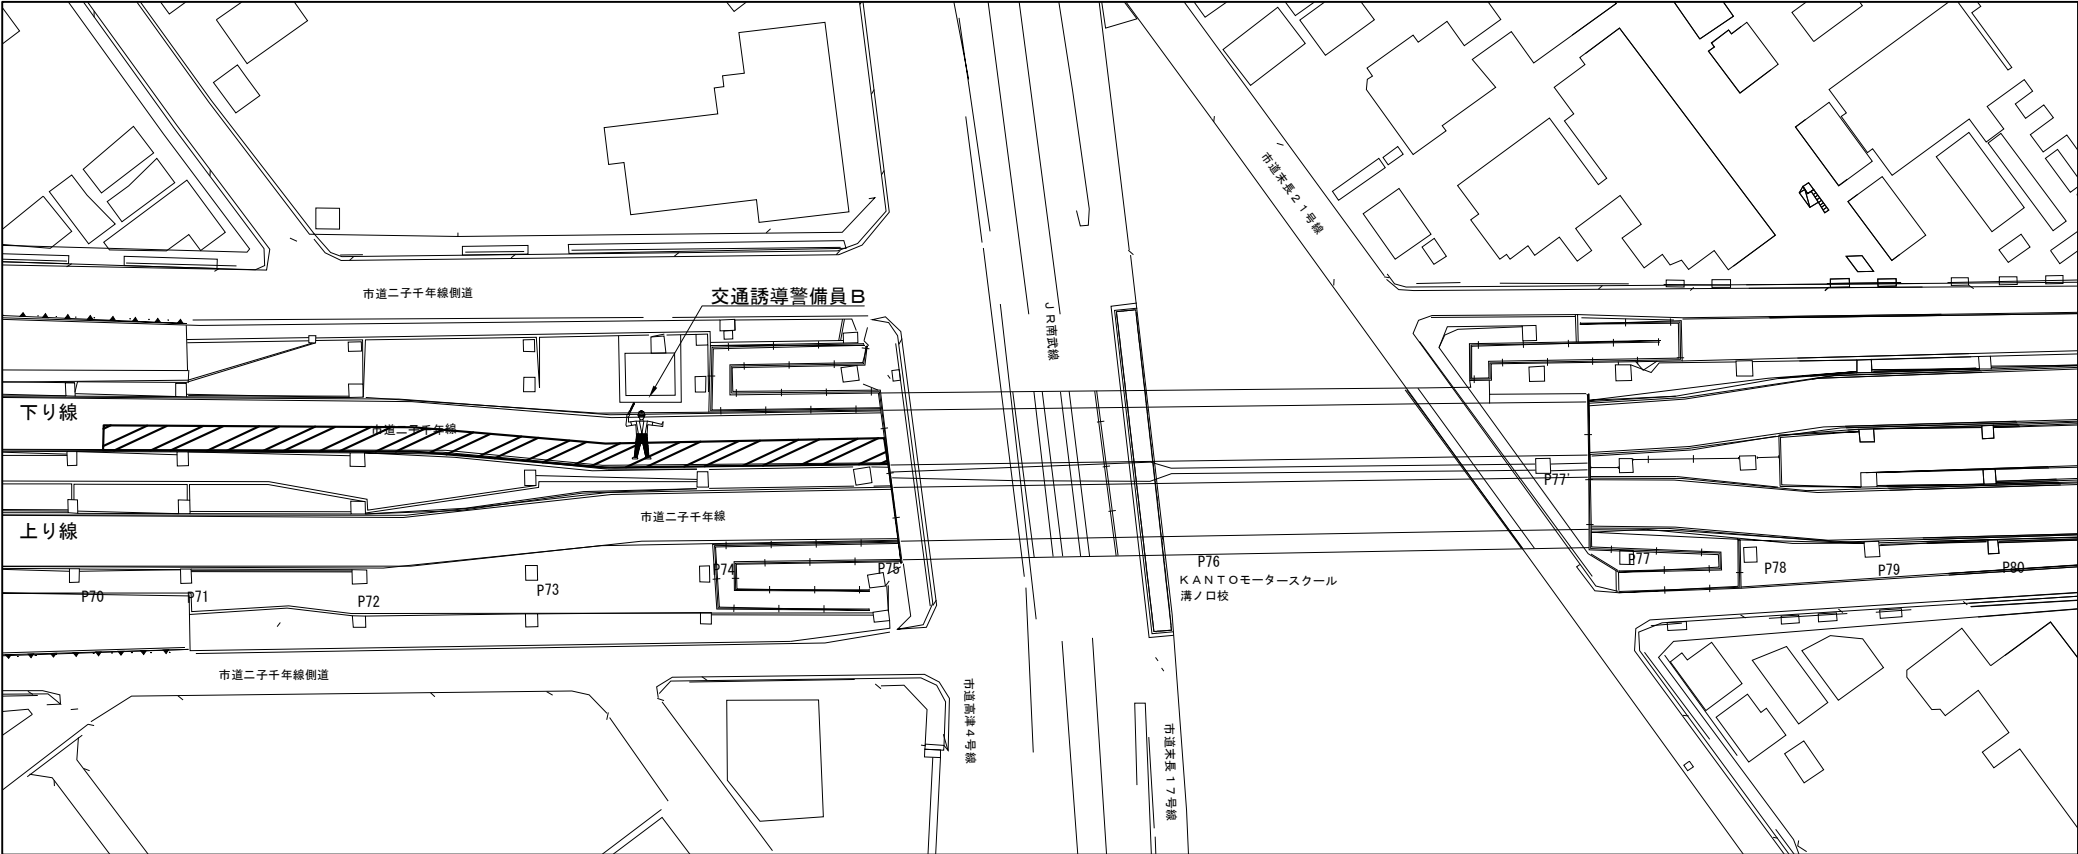 市道末長２１号線
市道二子千年線側道
交通誘導警備員Ｂ
ＪＲ南武線
下り線
市道二子千年線
P77'
市道二子千年線
上り線
P70
P71
P72
P73
P74
P75
P76
P77
P78
P79
P80
ＫＡＮＴＯモータースクール
溝ノ口校
市道二子千年線側道
市道高津４号線
市道末長１７号線